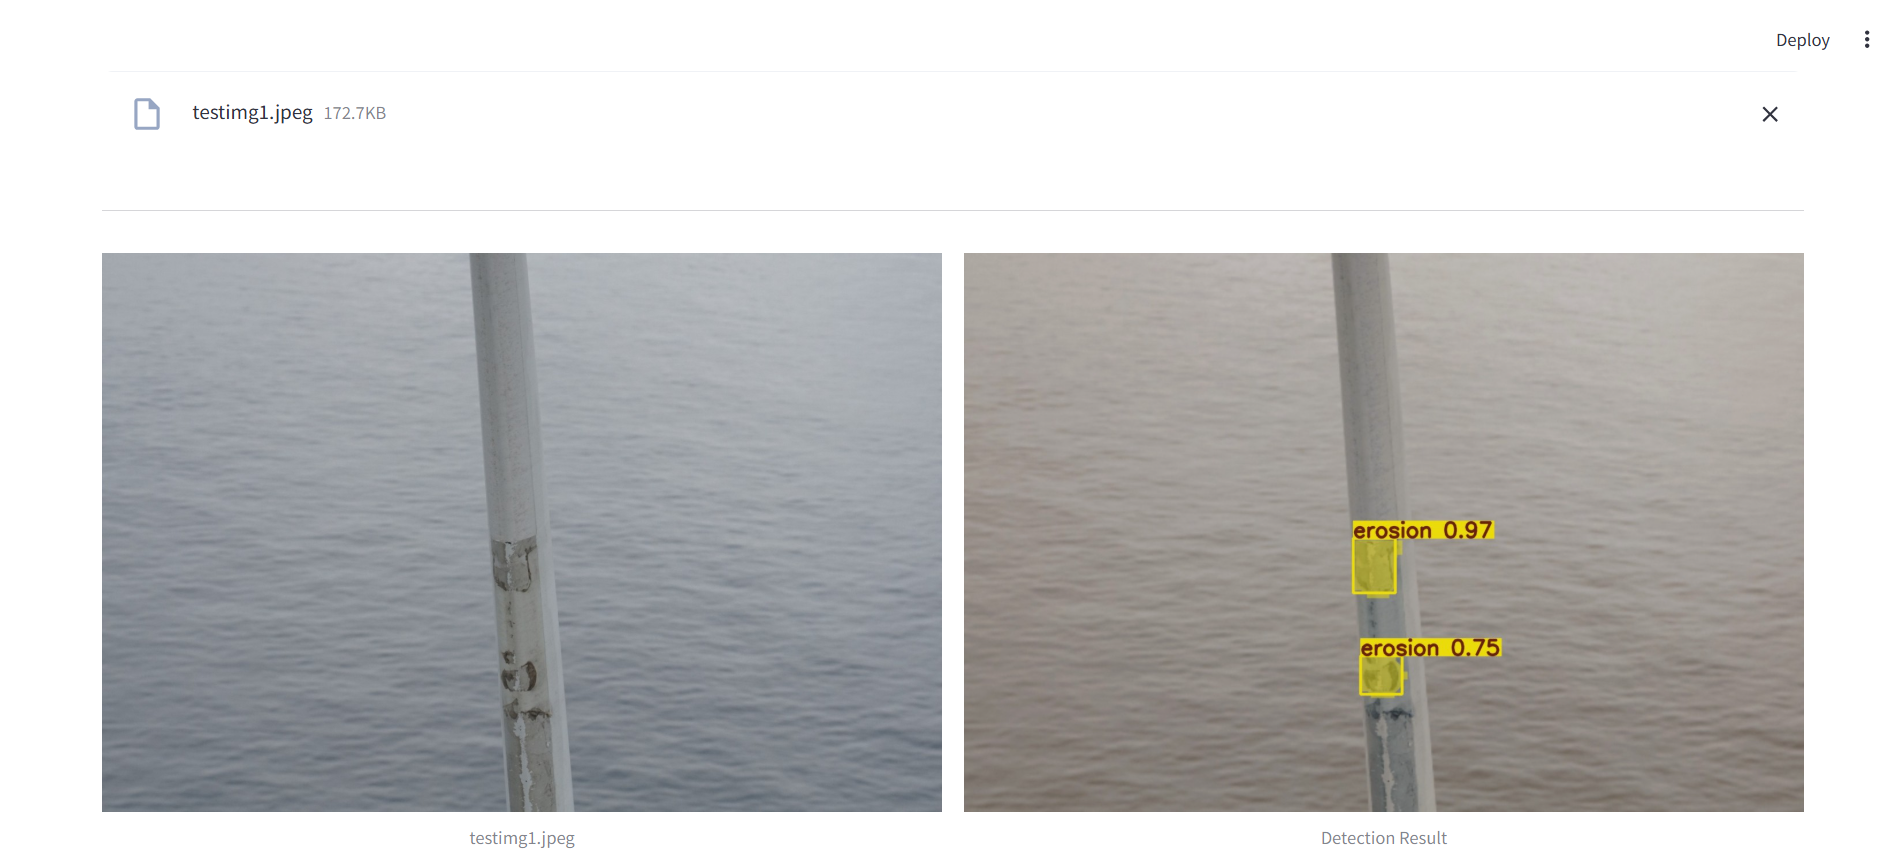 Deploy
testimg1.jpeg 172.7KB
erosion 0.97
erosion 0.75
testimg1.jpeg
Detection Result